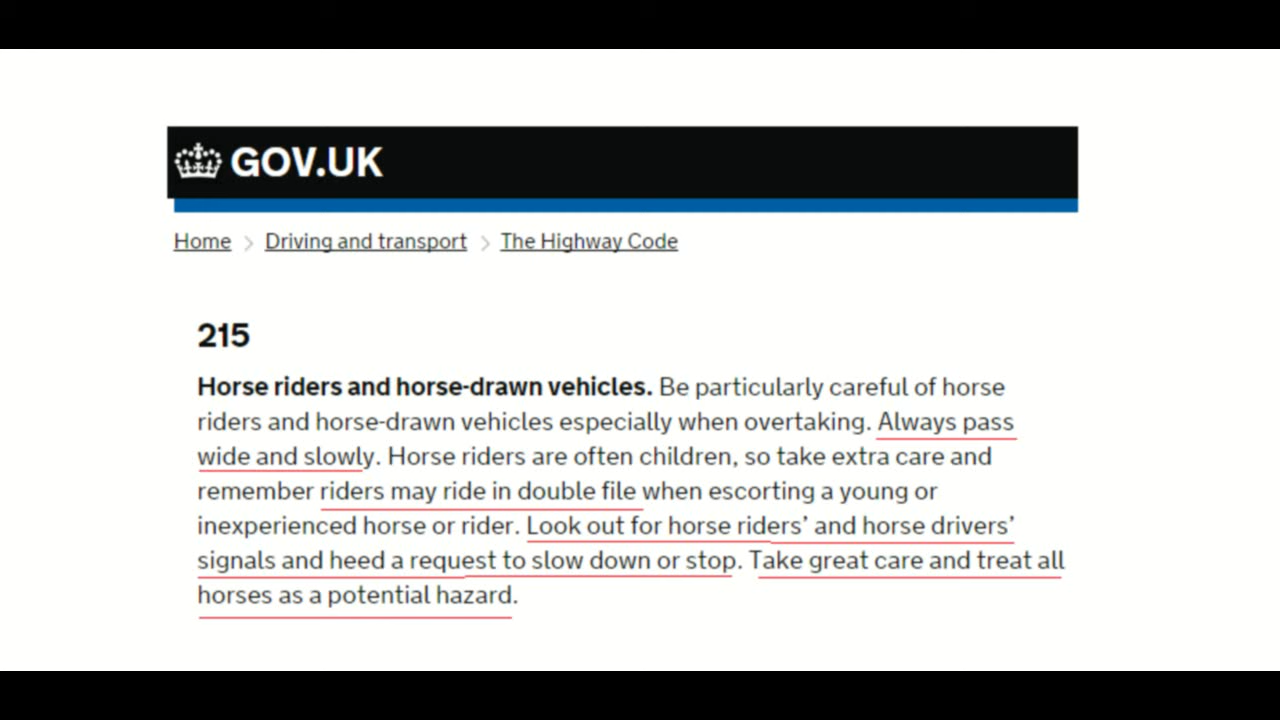 GOV.UK
Home > Driving and transport > The Highway Code
215
Horse riders and horse-drawn vehicles. Be particularly careful of horse
riders and horse-drawn vehicles especially when overtaking. Always pass
wide and slowly. Horse riders are often children, so take extra care and
remember riders may ride in double file when escorting a young or
inexperienced horse or rider. Look out for horse riders’ and horse drivers’
signals and heed a request to slow down or stop. Take great care and treat all
horses as a potential hazard.